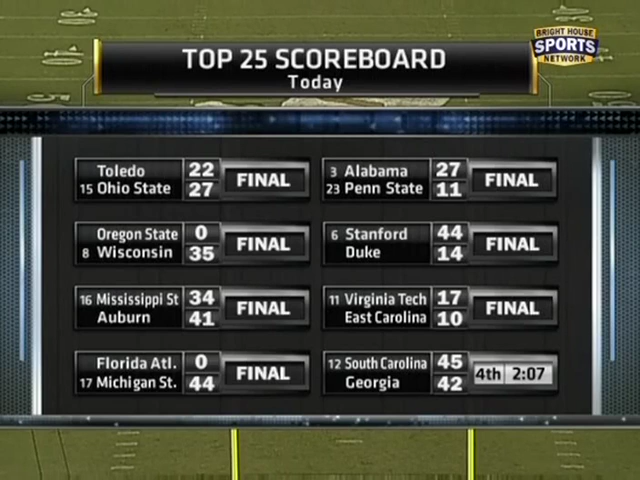 TOP 25 SCOREBOARD
Today
BRIGHT HOUSE
SPORTS
NETWORK
Toledo 22
15 Ohio State 27
FINAL
3 Alabama 27
23 Penn State 11
FINAL
Oregon State 0
8 Wisconsin 35
FINAL
6 Stanford 44
Duke 14
FINAL
16 Mississippi St 34
Auburn 41
FINAL
11 Virginia Tech 17
East Carolina 10
FINAL
Florida Atl. 0
17 Michigan St. 44
FINAL
12 South Carolina 45
Georgia 42
4th 2:07